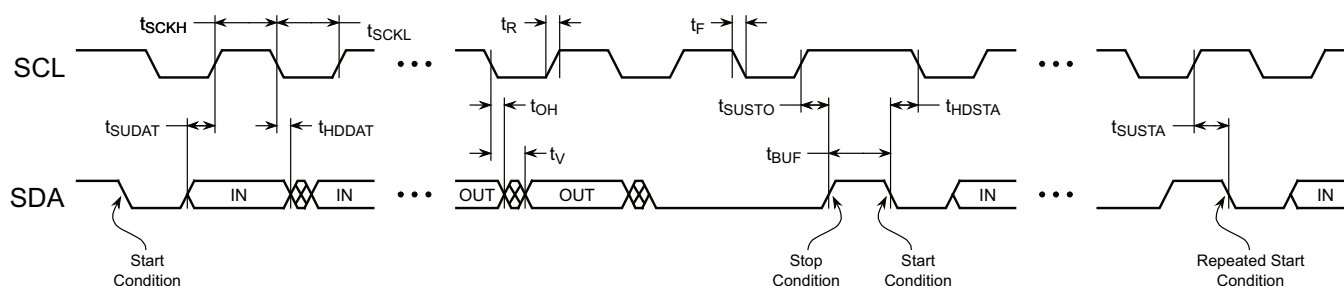 tSCKH
tSCKL
tR
tF
SCL
•••
•••
tSUDAT
tHDDAT
tOH
tV
tSUSTO
tHDSTA
tBUF
tSUSTA
SDA
IN
IN
•••
OUT
OUT
IN
•••
IN
Start
Condition
Stop
Condition
Start
Condition
Repeated Start
Condition